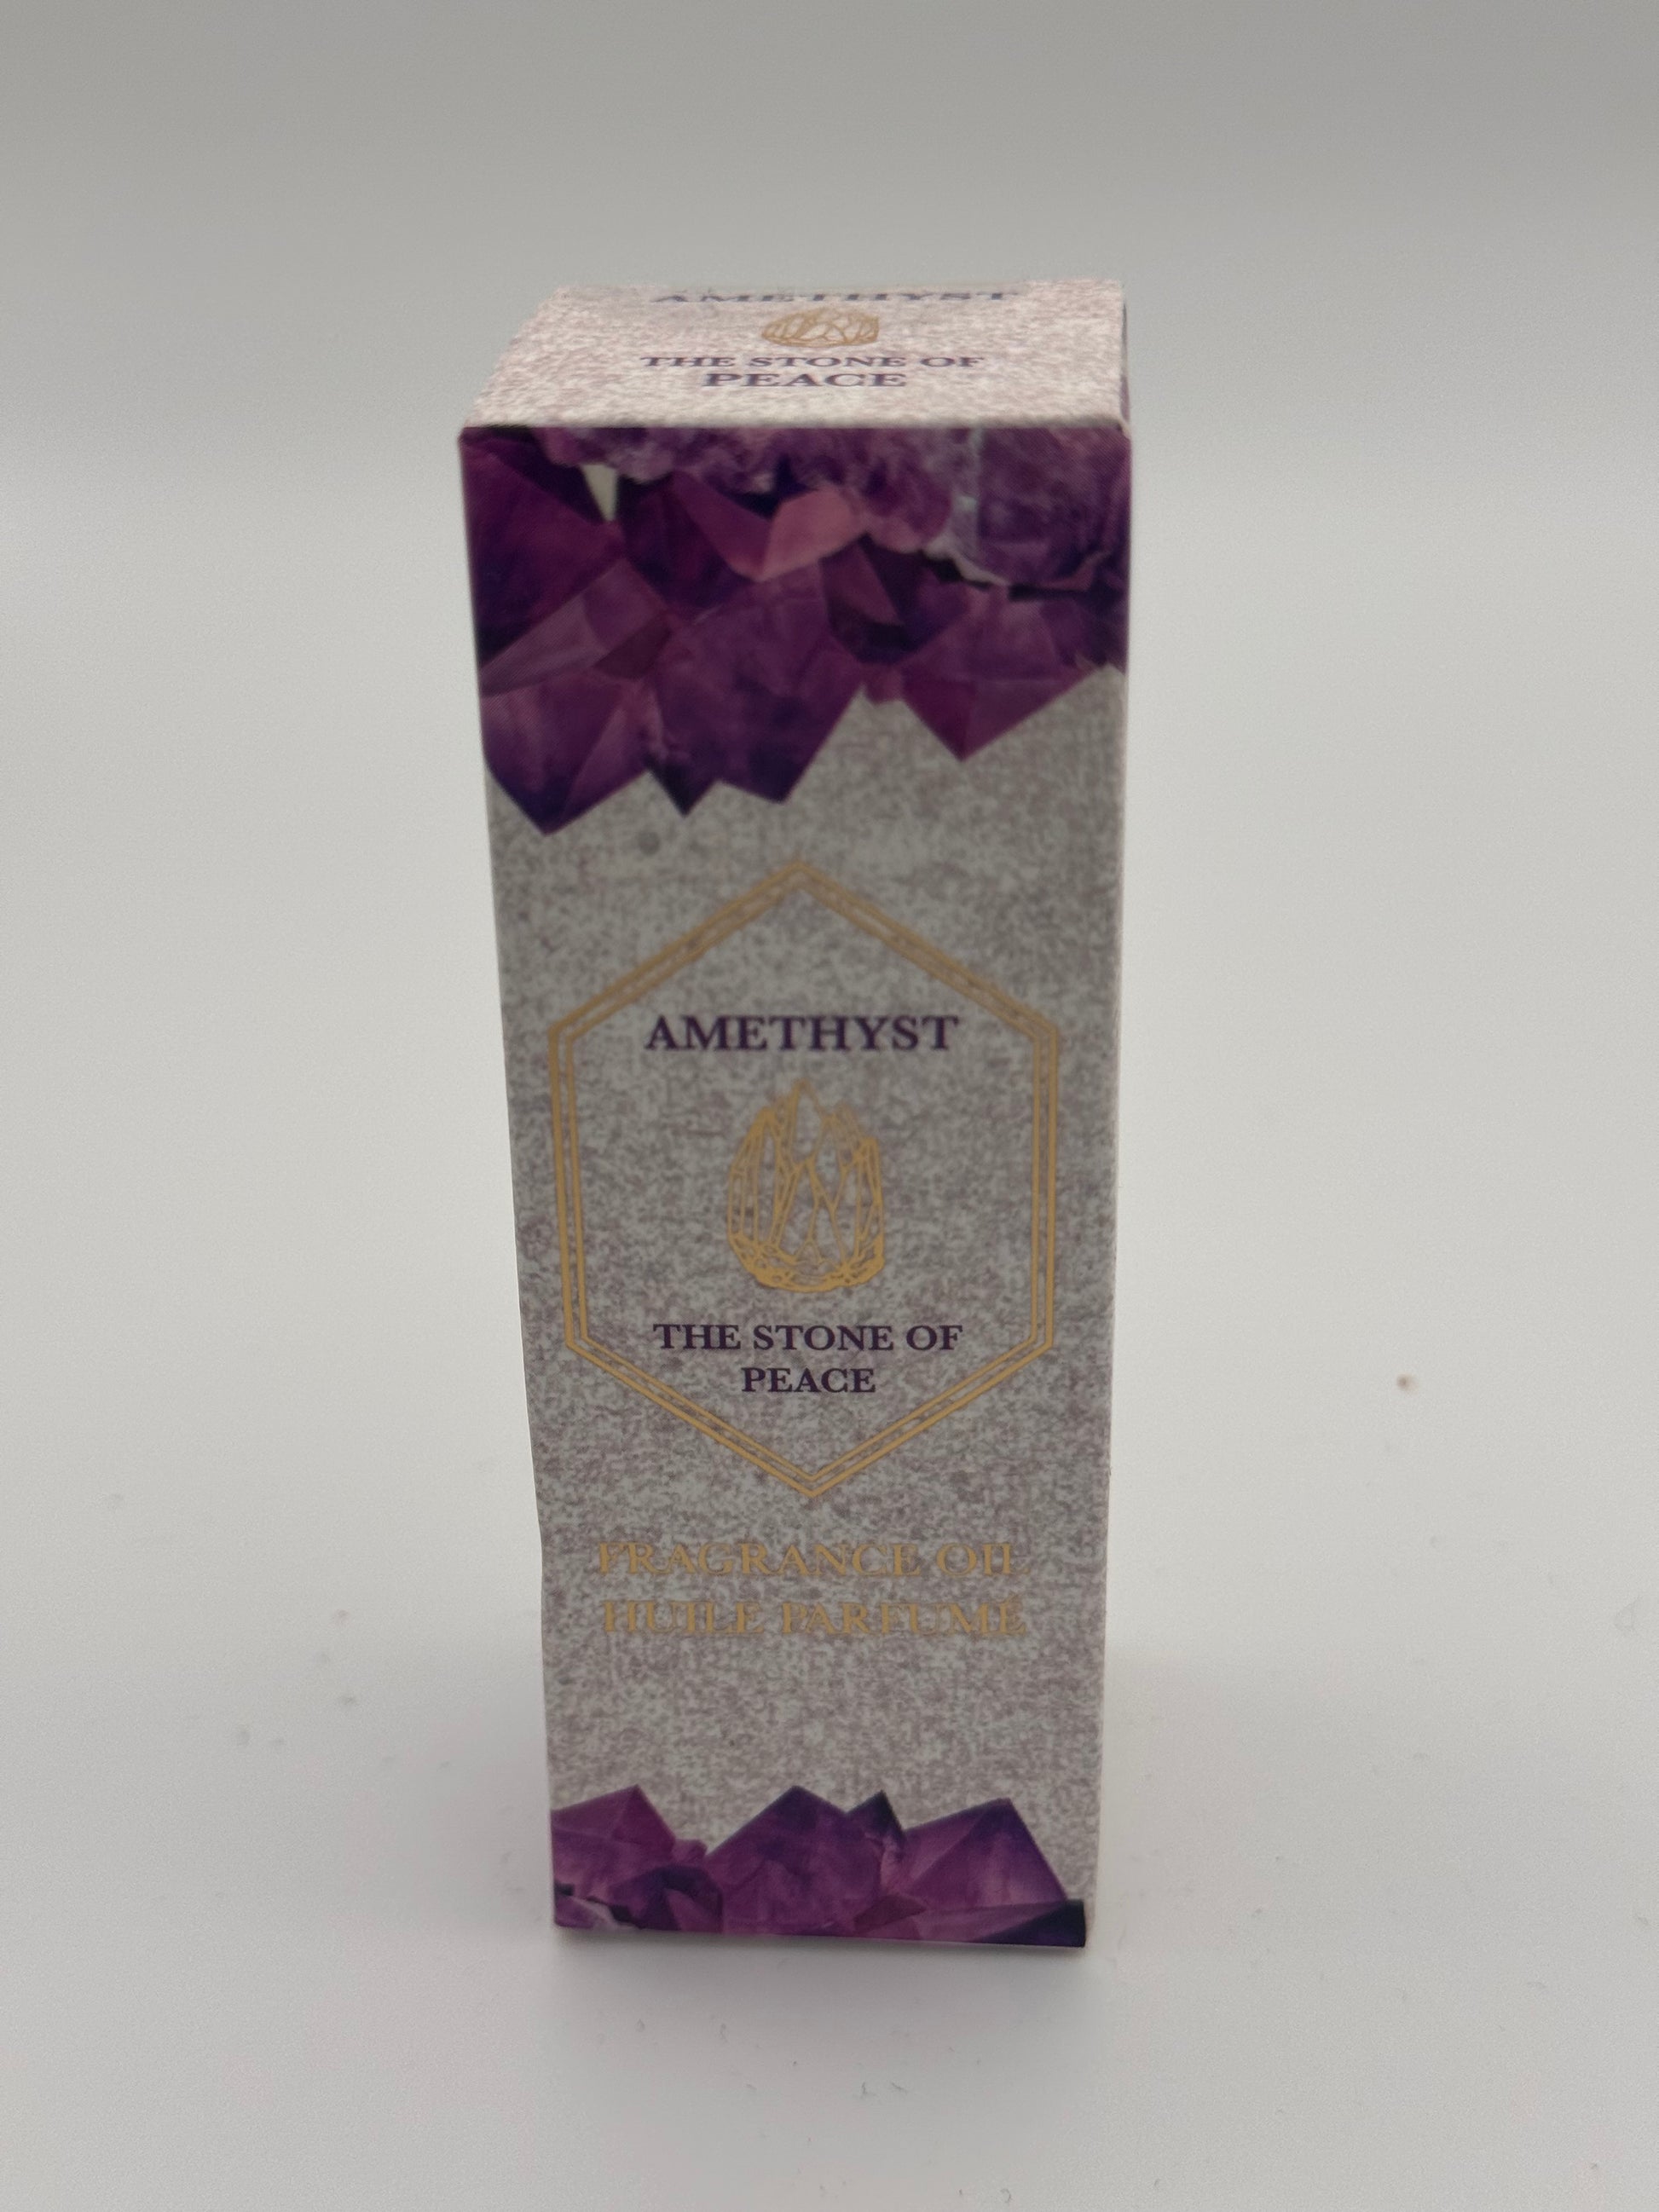 AMETHYST
THE STONE OF
PEACE
AMETHYST
THE STONE OF
PEACE
FRAGRANCE OIL
HUILE PARFUMÉ